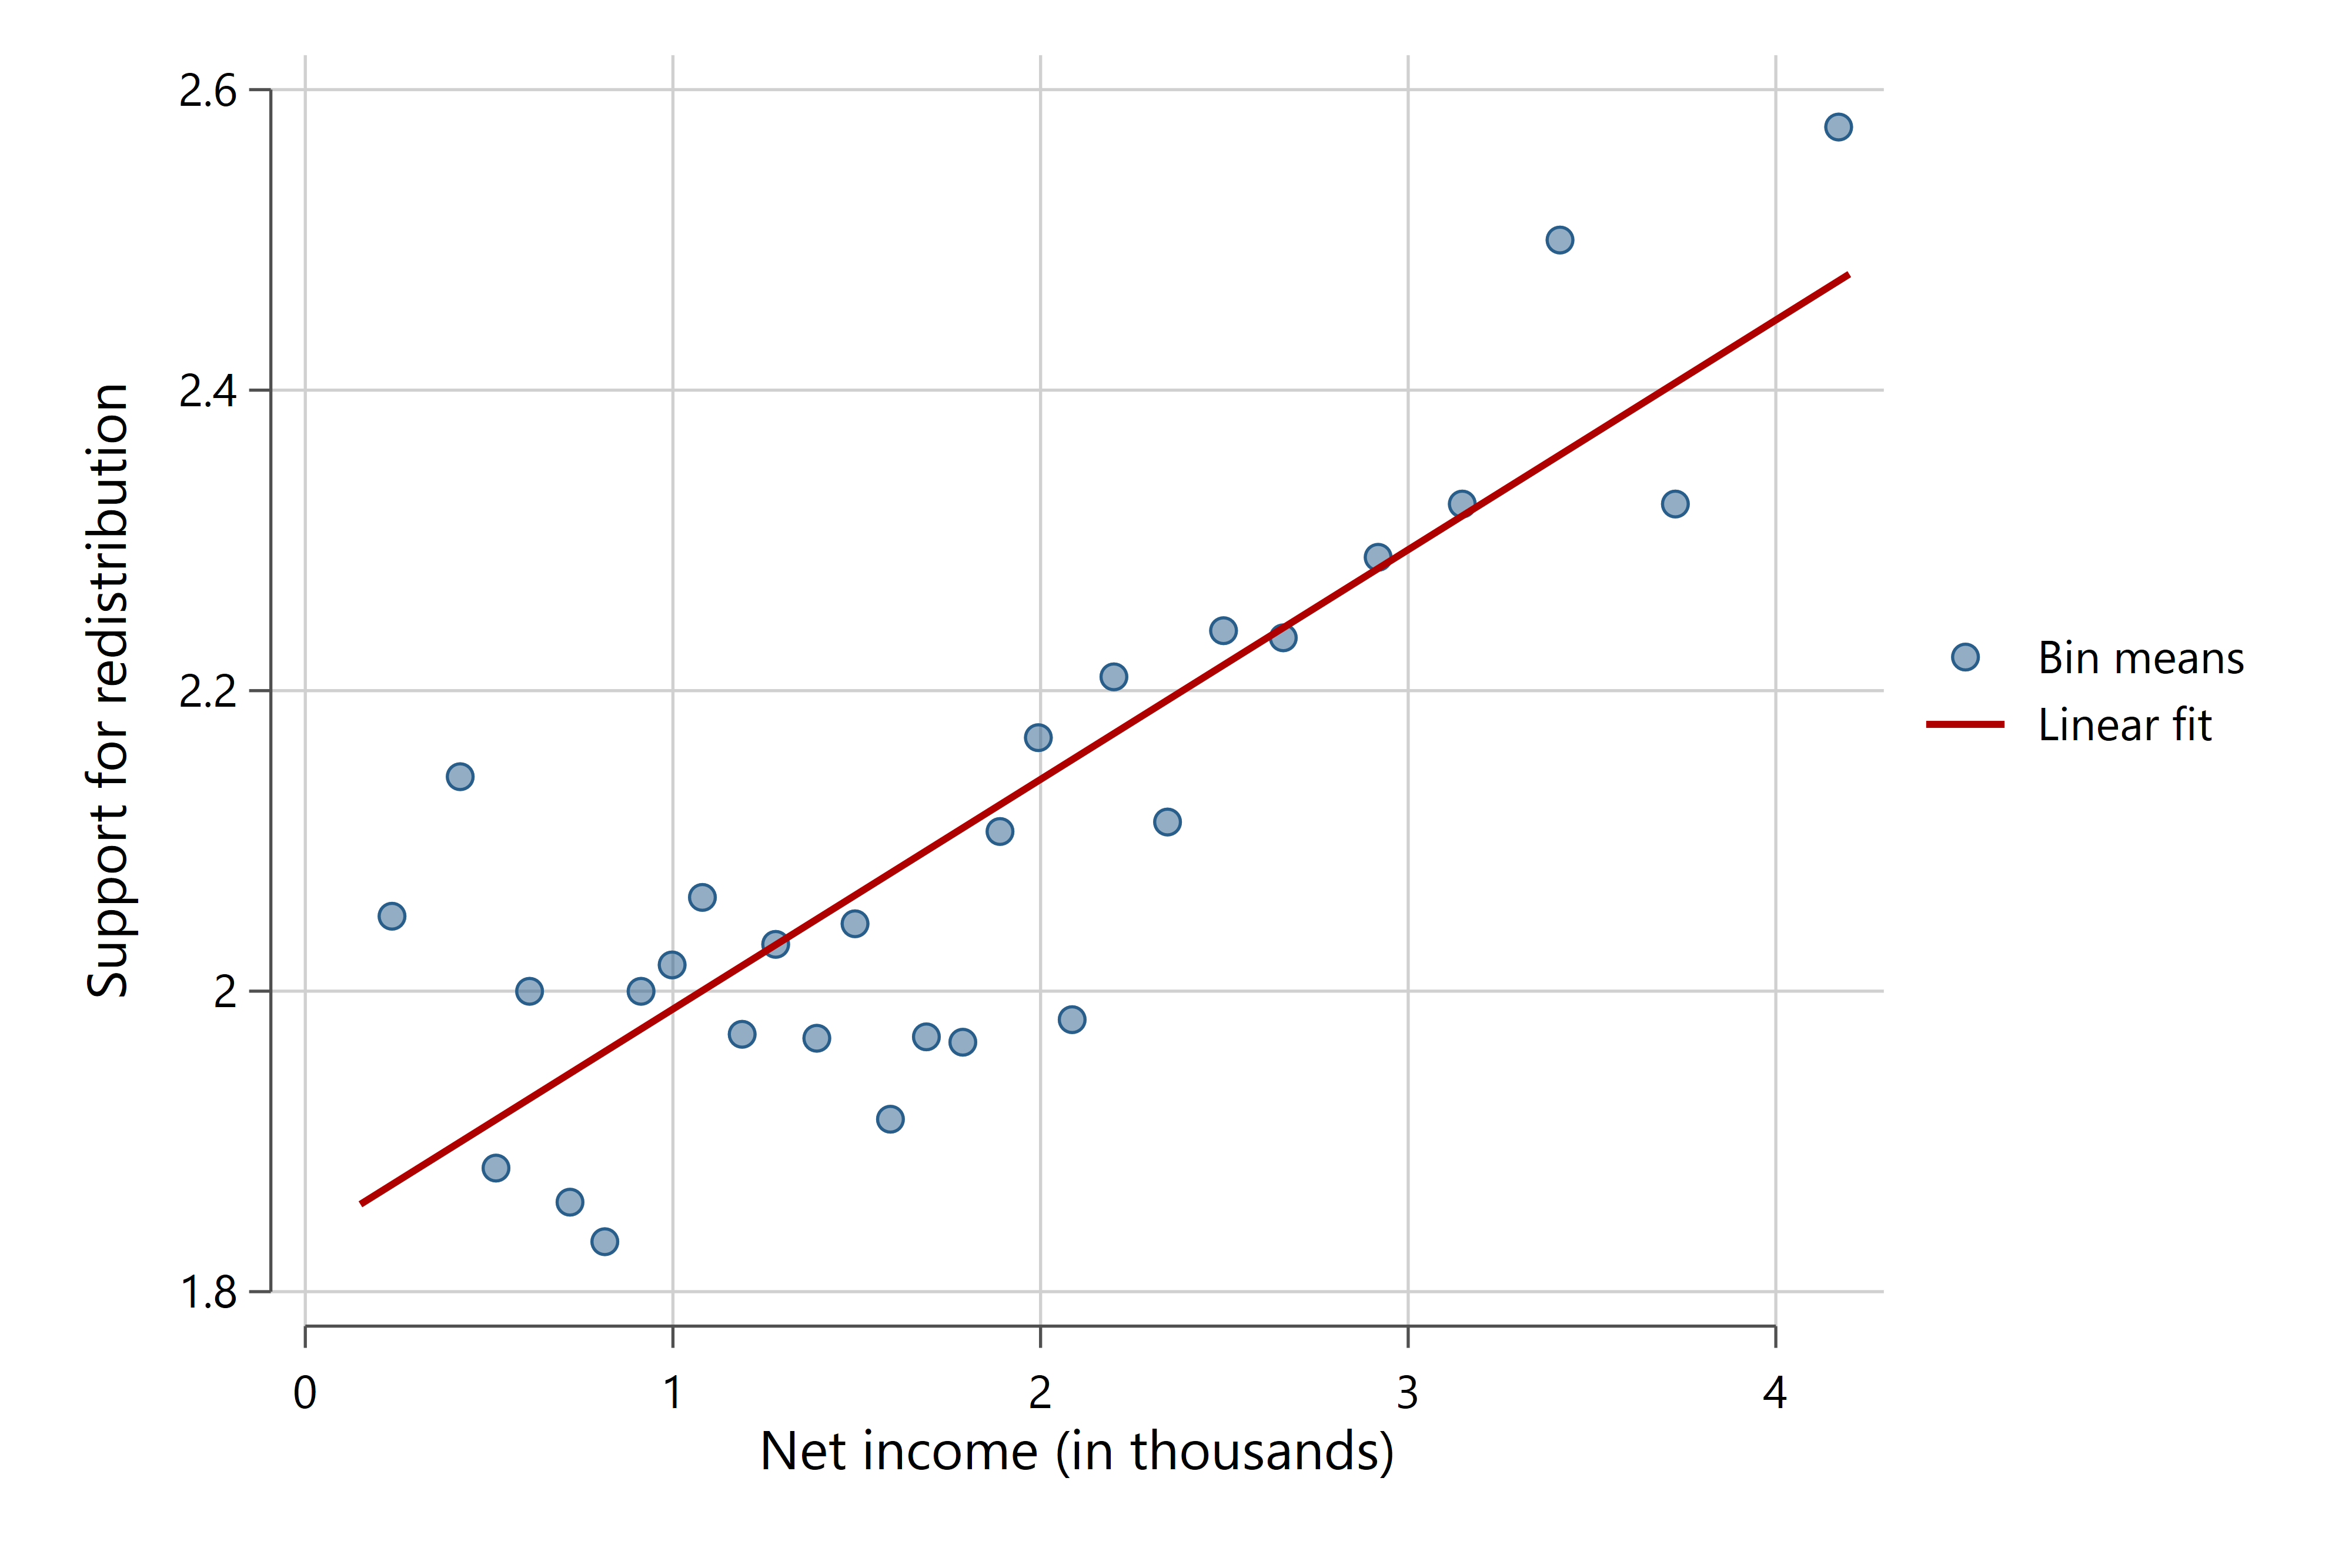 2.6
2.4
2.2
2
1.8
Support for redistribution
0 1 2 3 4
Net income (in thousands)
Bin means
Linear fit